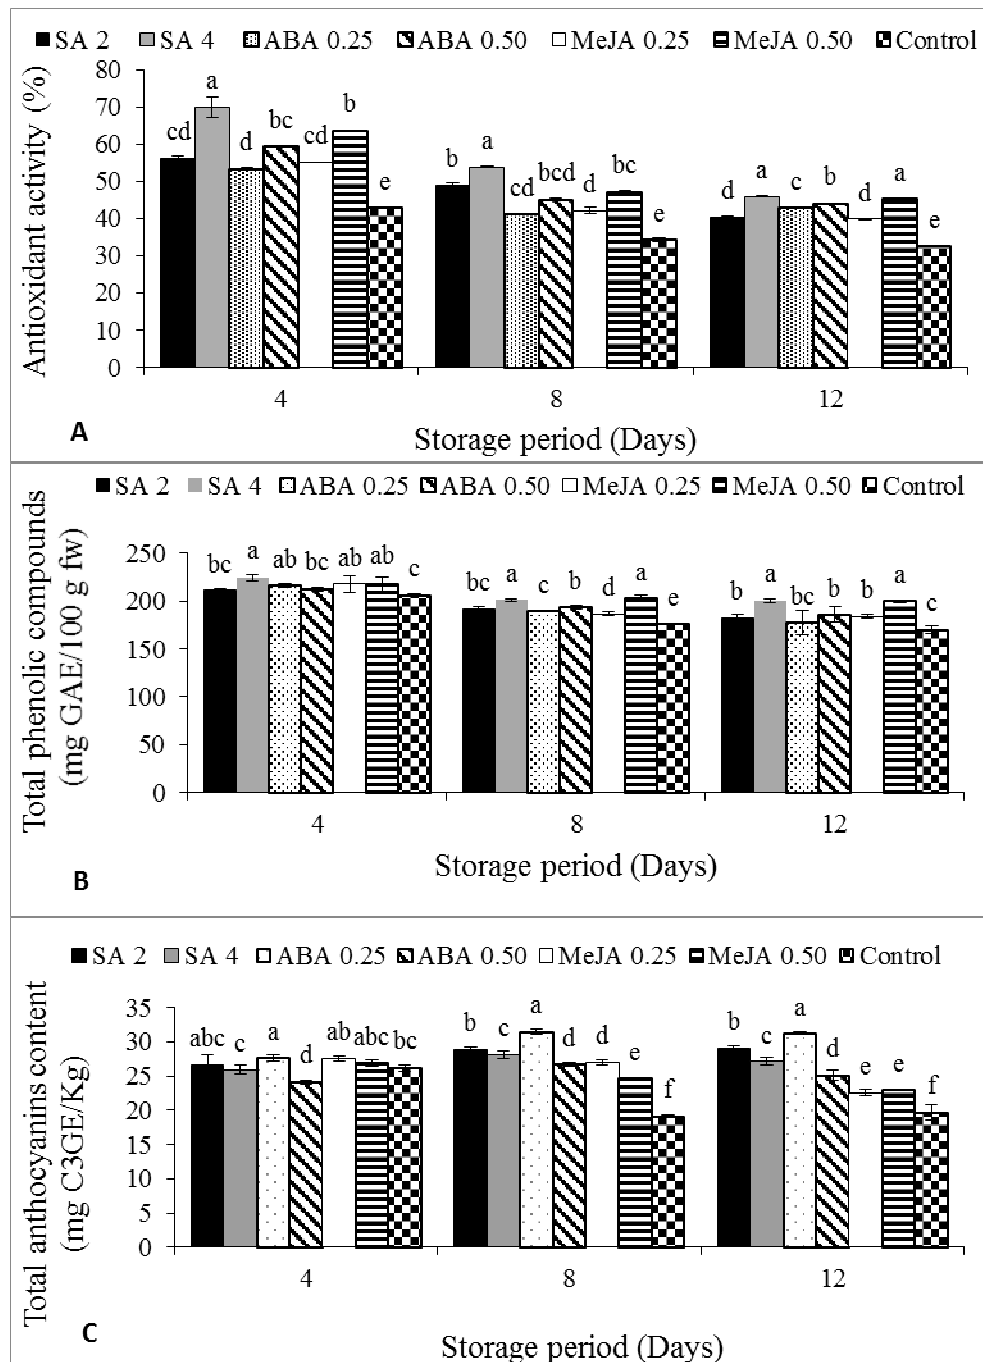 SA 2 SA 4 ABA 0.25 ABA 0.50 MeJA 0.25 MeJA 0.50 Control
Antioxidant activity (%)
80
70
60
50
40
30
20
10
0
cd a d bc cd b e
b a cd bcd d bc e
d a c b d a e
4 8 12
Storage period (Days)
A
SA 2 SA 4 ABA 0.25 ABA 0.50 MeJA 0.25 MeJA 0.50 Control
Total phenolic compounds
(mg GAE/100 g fw)
250
200
150
100
50
0
bc a ab bc ab ab c
bc a c b d a e
b a bc b b a c
4 8 12
Storage period (Days)
B
SA 2 SA 4 ABA 0.25 ABA 0.50 MeJA 0.25 MeJA 0.50 Control
Total anthocyanins content
(mg C3GE/Kg)
35
30
25
20
15
10
5
0
abc c a d ab abc bc
b c a d d e f
b c a d e e f
4 8 12
Storage period (Days)
C